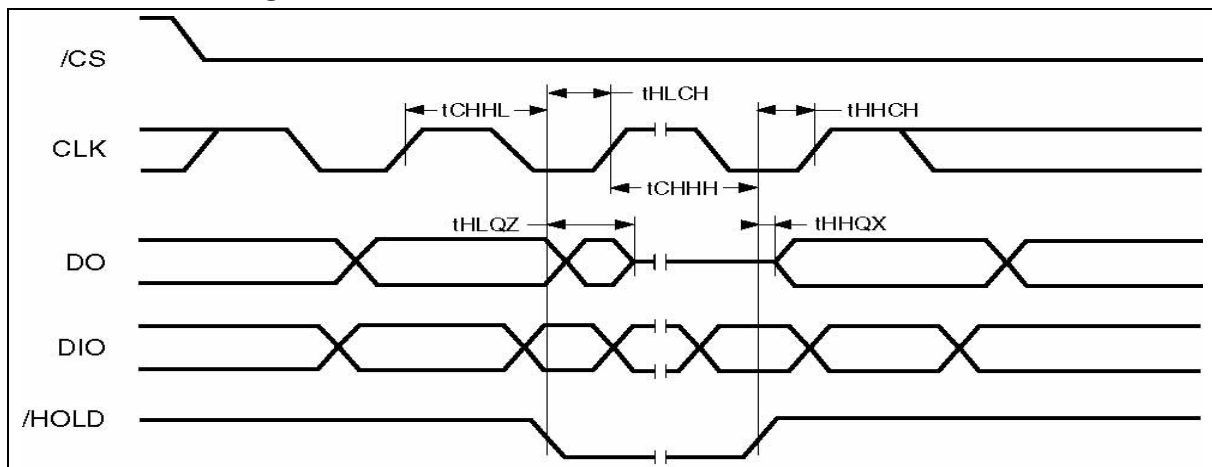 /CS
tHLCH
tCHHL
tHHCH
CLK
tCHHH
tHLQZ
tHHQX
DO
DIO
/HOLD